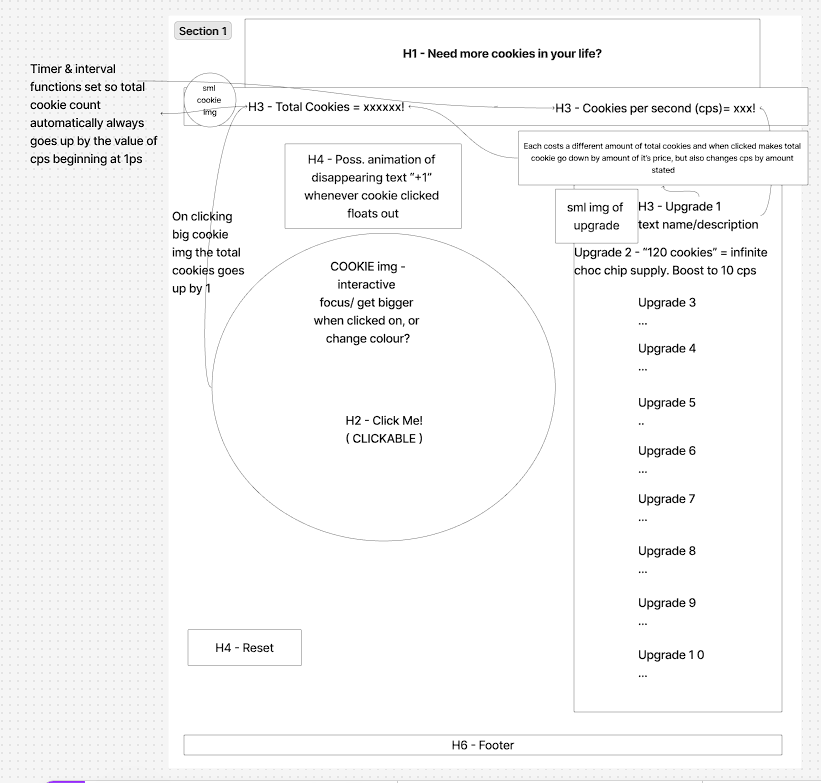 Section 1
H1 - Need more cookies in your life?
Timer & interval
functions set so total
cookie count
automatically always
goes up by the value of
cps beginning at 1ps
sml
cookie
img
H3 - Total Cookies = xxxxxx!
H3 - Cookies per second (cps)= xxx!
Each costs a different amount of total cookies and when clicked makes total
cookie go down by amount of it's price, but also changes cps by amount
stated
H4 - Poss. animation of
disappearing text "+1"
whenever cookie clicked
floats out
sml img of
upgrade
H3 - Upgrade 1
text name/description
On clicking
big cookie
img the total
cookies goes
up by 1
Upgrade 2 - "120 cookies" = infinite
choc chip supply. Boost to 10 cps
COOKIE img -
interactive
focus/ get bigger
when clicked on, or
change colour?
H2 - Click Me!
( CLICKABLE )
Upgrade 3
...
Upgrade 4
...
Upgrade 5
..
Upgrade 6
...
Upgrade 7
...
Upgrade 8
...
Upgrade 9
...
Upgrade 1 0
...
H4 - Reset
H6 - Footer